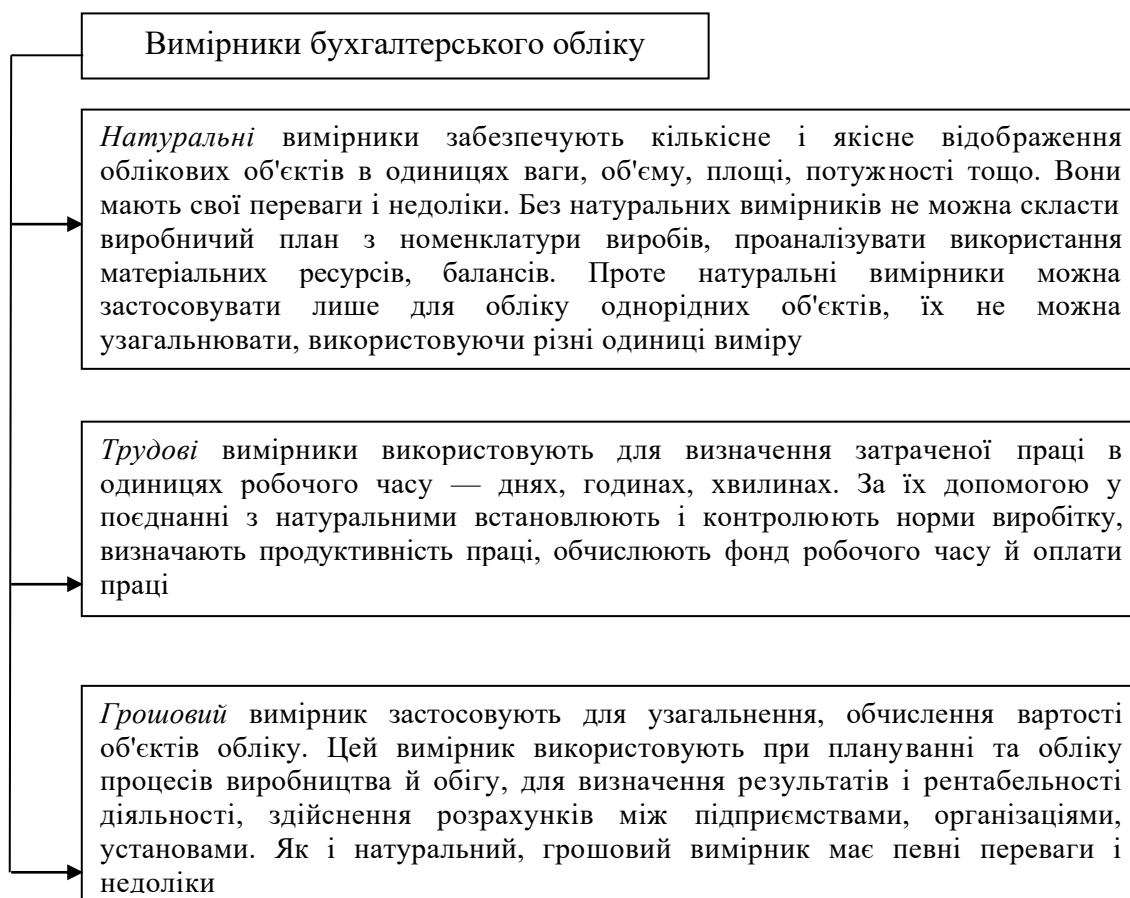 Вимірники бухгалтерського обліку
Натуральні вимірники забезпечують кількісне і якісне відображення
облікових об'єктів в одиницях ваги, об'єму, площі, потужності тощо. Вони
мають свої переваги і недоліки. Без натуральних вимірників не можна скласти
виробничий план з номенклатури виробів, проаналізувати використання
матеріальних ресурсів, балансів. Проте натуральні вимірники можна
застосовувати лише для обліку однорідних об'єктів, їх не можна
узагальнювати, використовуючи різні одиниці виміру
Трудові вимірники використовують для визначення затраченої праці в
одиницях робочого часу — днях, годинах, хвилинах. За їх допомогою у
поєднанні з натуральними встановлюють і контролюють норми виробітку,
визначають продуктивність праці, обчислюють фонд робочого часу й оплати
праці
Грошовий вимірник застосовують для узагальнення, обчислення вартості
об'єктів обліку. Цей вимірник використовують при плануванні та обліку
процесів виробництва й обігу, для визначення результатів і рентабельності
діяльності, здійснення розрахунків між підприємствами, організаціями,
установами. Як і натуральний, грошовий вимірник має певні переваги і
недоліки